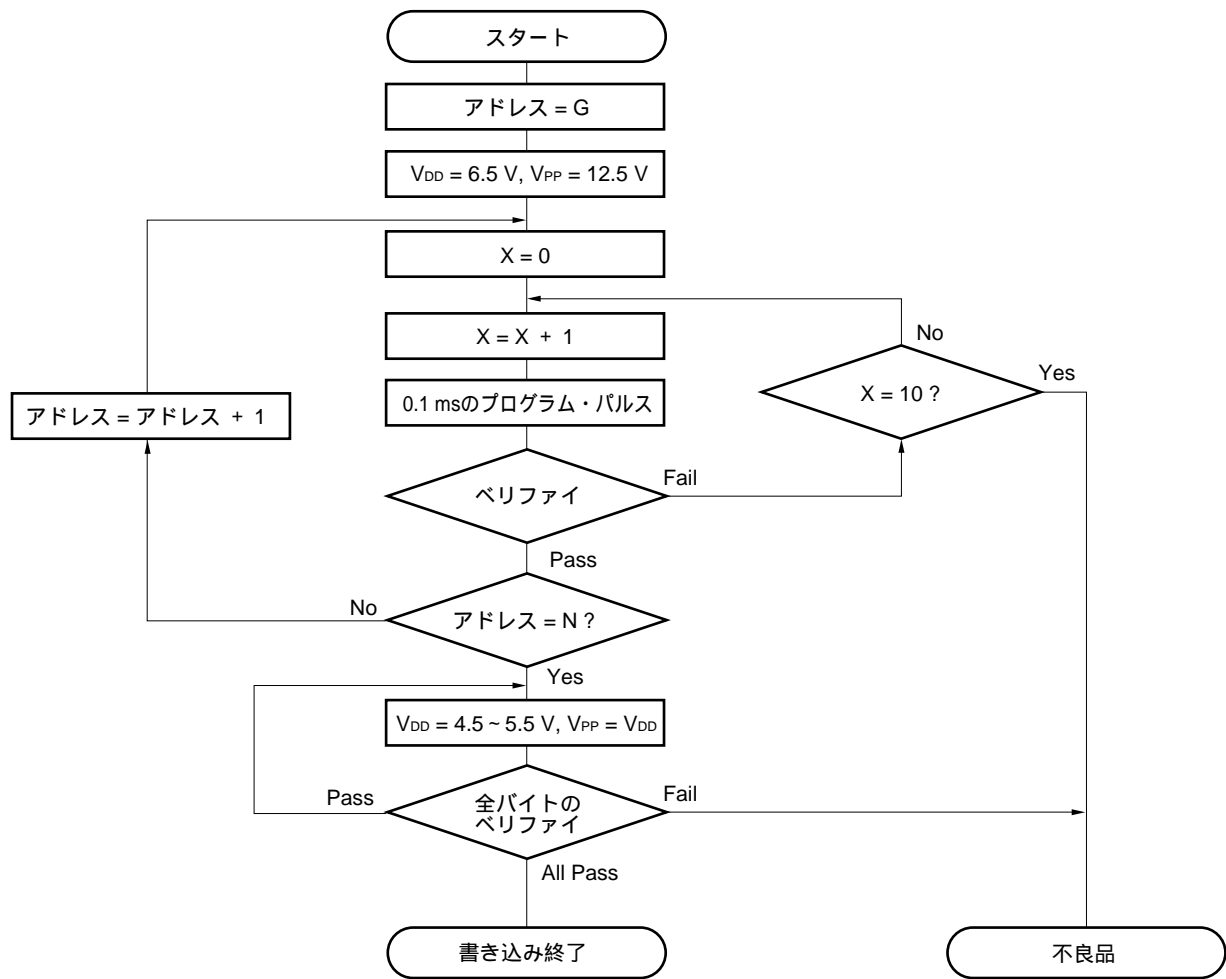 スタート
アドレス = G
VDD = 6.5 V, VPP = 12.5 V
X = 0
X = X + 1
No
Yes
X = 10 ?
0.1 msのプログラム・パルス
アドレス = アドレス + 1
ベリファイ
Fail
Pass
No
アドレス = N ?
Yes
VDD = 4.5 ~ 5.5 V, VPP = VDD
Pass
全バイトの
ベリファイ
Fail
All Pass
書き込み終了
不良品